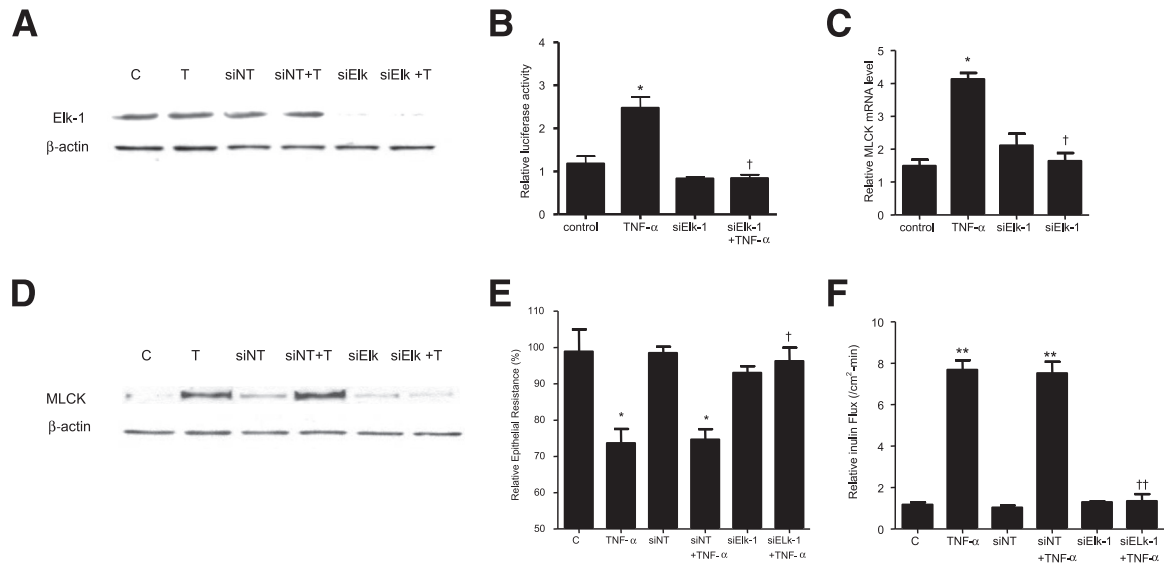 A
C T siNT siNT+T siElk siElk +T
Elk-1
β-actin
B
Relative luciferase activity
4
3
2
1
0
*
†
control TNF-α siElk-1 siElk-1
+TNF-α
C
Relative MLCK mRNA level
5
4
3
2
1
0
*
†
control TNF-α siElk-1 siElk-1
D
C T siNT siNT+T siElk siElk +T
MLCK
β-actin
E
Relative Epithelial Resistance (%)
110
100
90
80
70
60
50
*
*
†
C TNF-α siNT siNT siElk-1 siELk-1
+TNF-α +TNF-α
F
Relative inulin Flux (/cm²-min)
10
8
6
4
2
0
**
**
††
C TNF-α siNT siNT siElk-1 siELk-1
+TNF-α +TNF-α